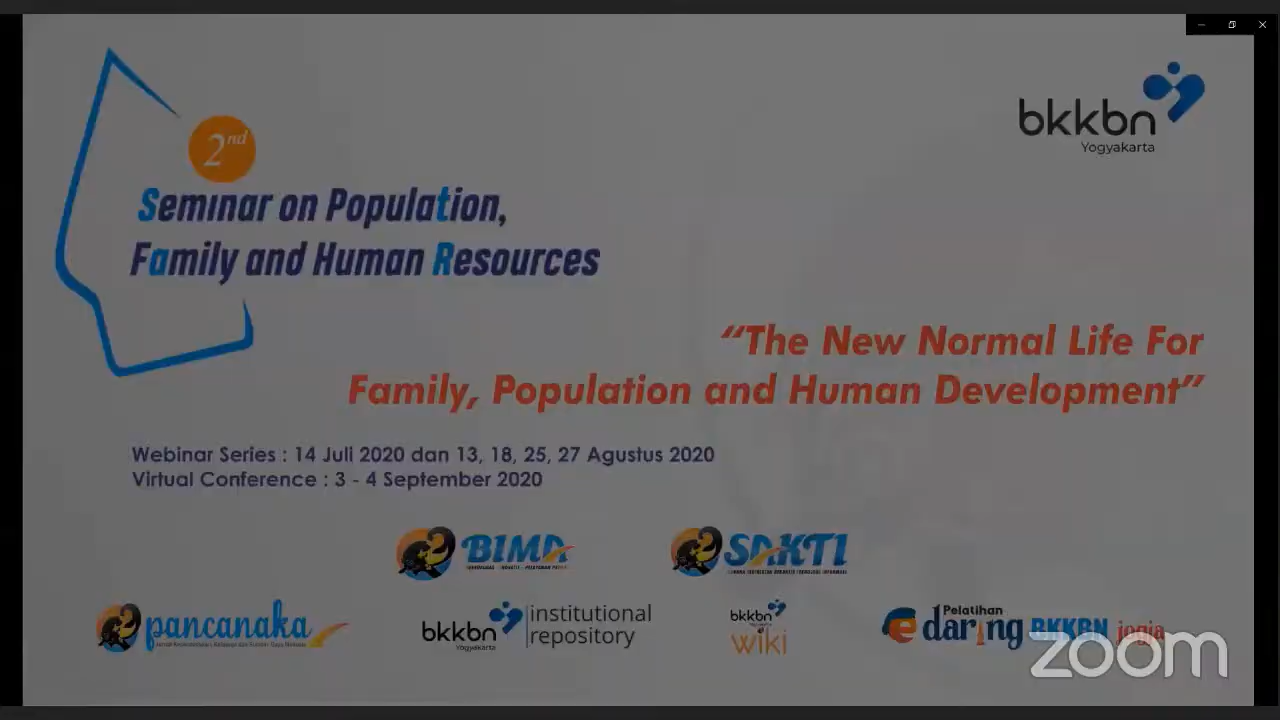 2nd
Seminar on Population,
Family and Human Resources
bkkbn
Yogyakarta
“The New Normal Life For
Family, Population and Human Development”
Webinar Series : 14 Juli 2020 dan 13, 18, 25, 27 Agustus 2020
Virtual Conference : 3 - 4 September 2020
BIMA
SAKTI
pancanaka
bkkbn
Yogyakarta
institutional
repository
bkkbn
wiki
Pelatihan
e daring BKKBN jogja
zoom